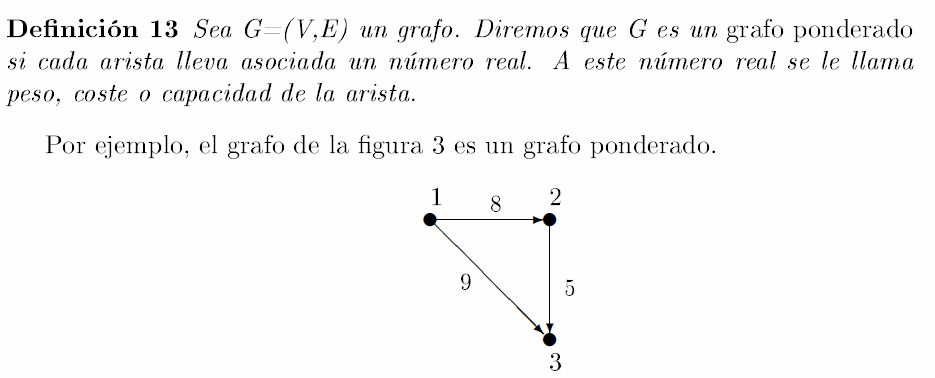 Definición 13 Sea G=(V,E) un grafo. Diremos que G es un grafo ponderado
si cada arista lleva asociada un número real. A este número real se le llama
peso, coste o capacidad de la arista.
Por ejemplo, el grafo de la figura 3 es un grafo ponderado.
1 8 2
9 5
3